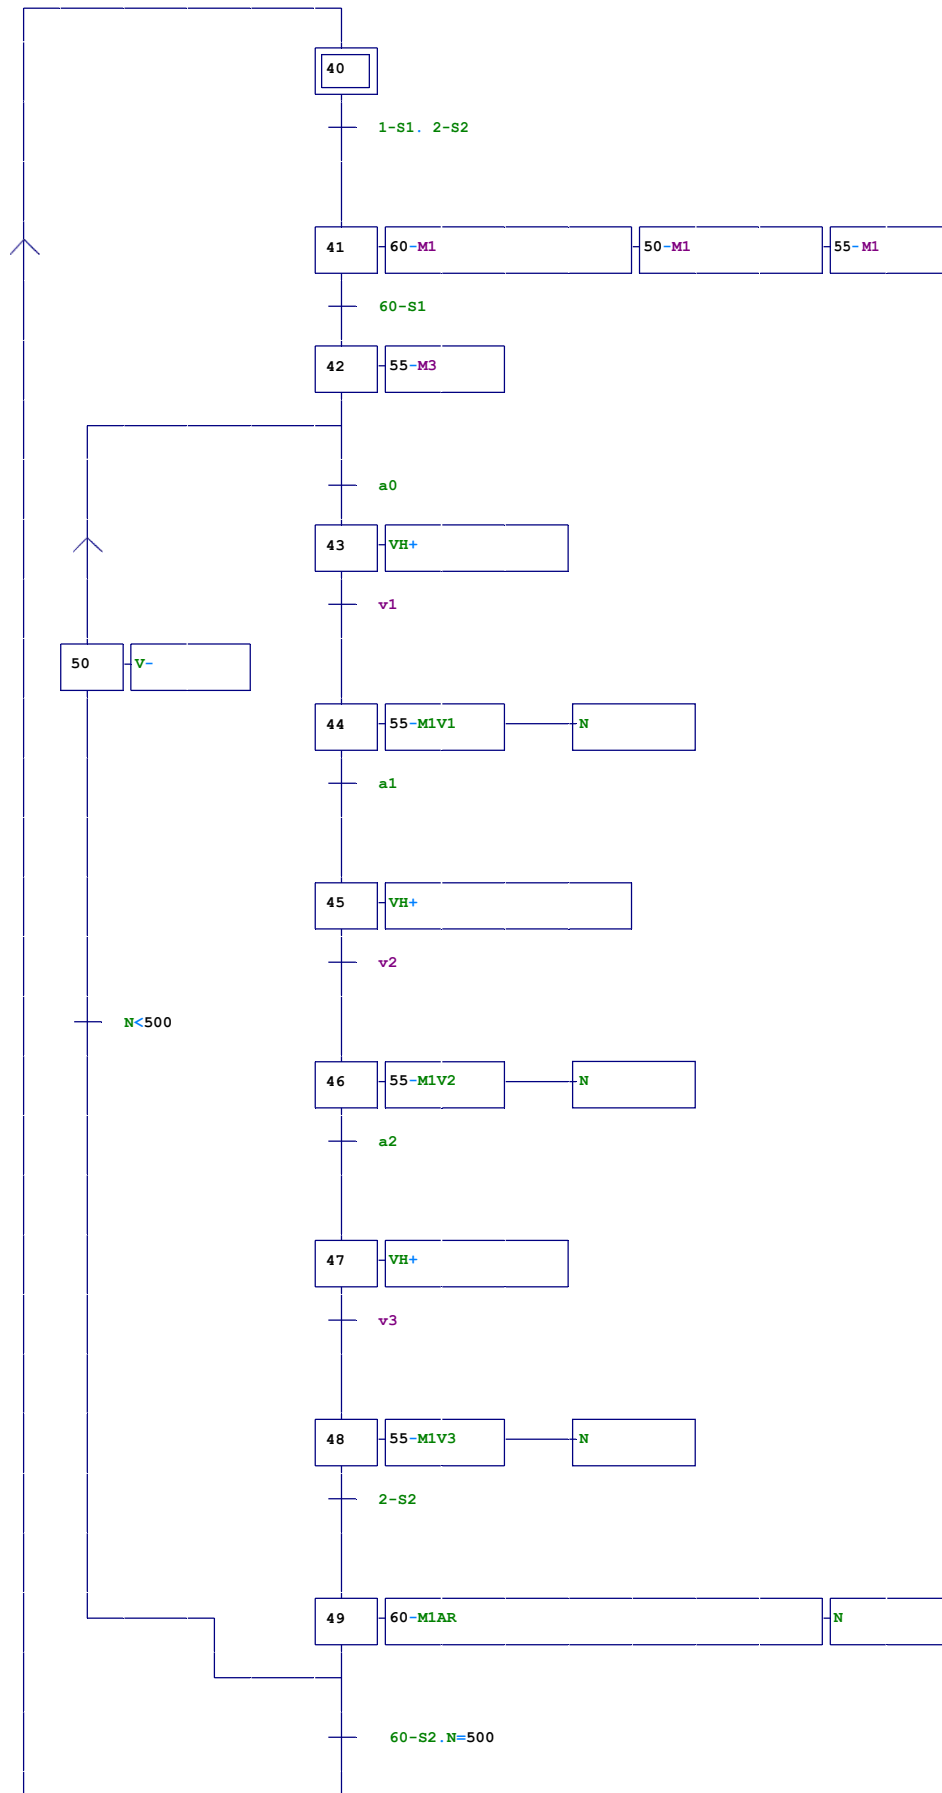 40
1-S1. 2-S2
41 60-M1 50-M1 55-M1
60-S1
42 55-M3
a0
43 VH+
v1
50 V-
44 55-M1V1 N
a1
45 VH+
v2
N<500
46 55-M1V2 N
a2
47 VH+
v3
48 55-M1V3 N
2-S2
49 60-M1AR N
60-S2.N=500